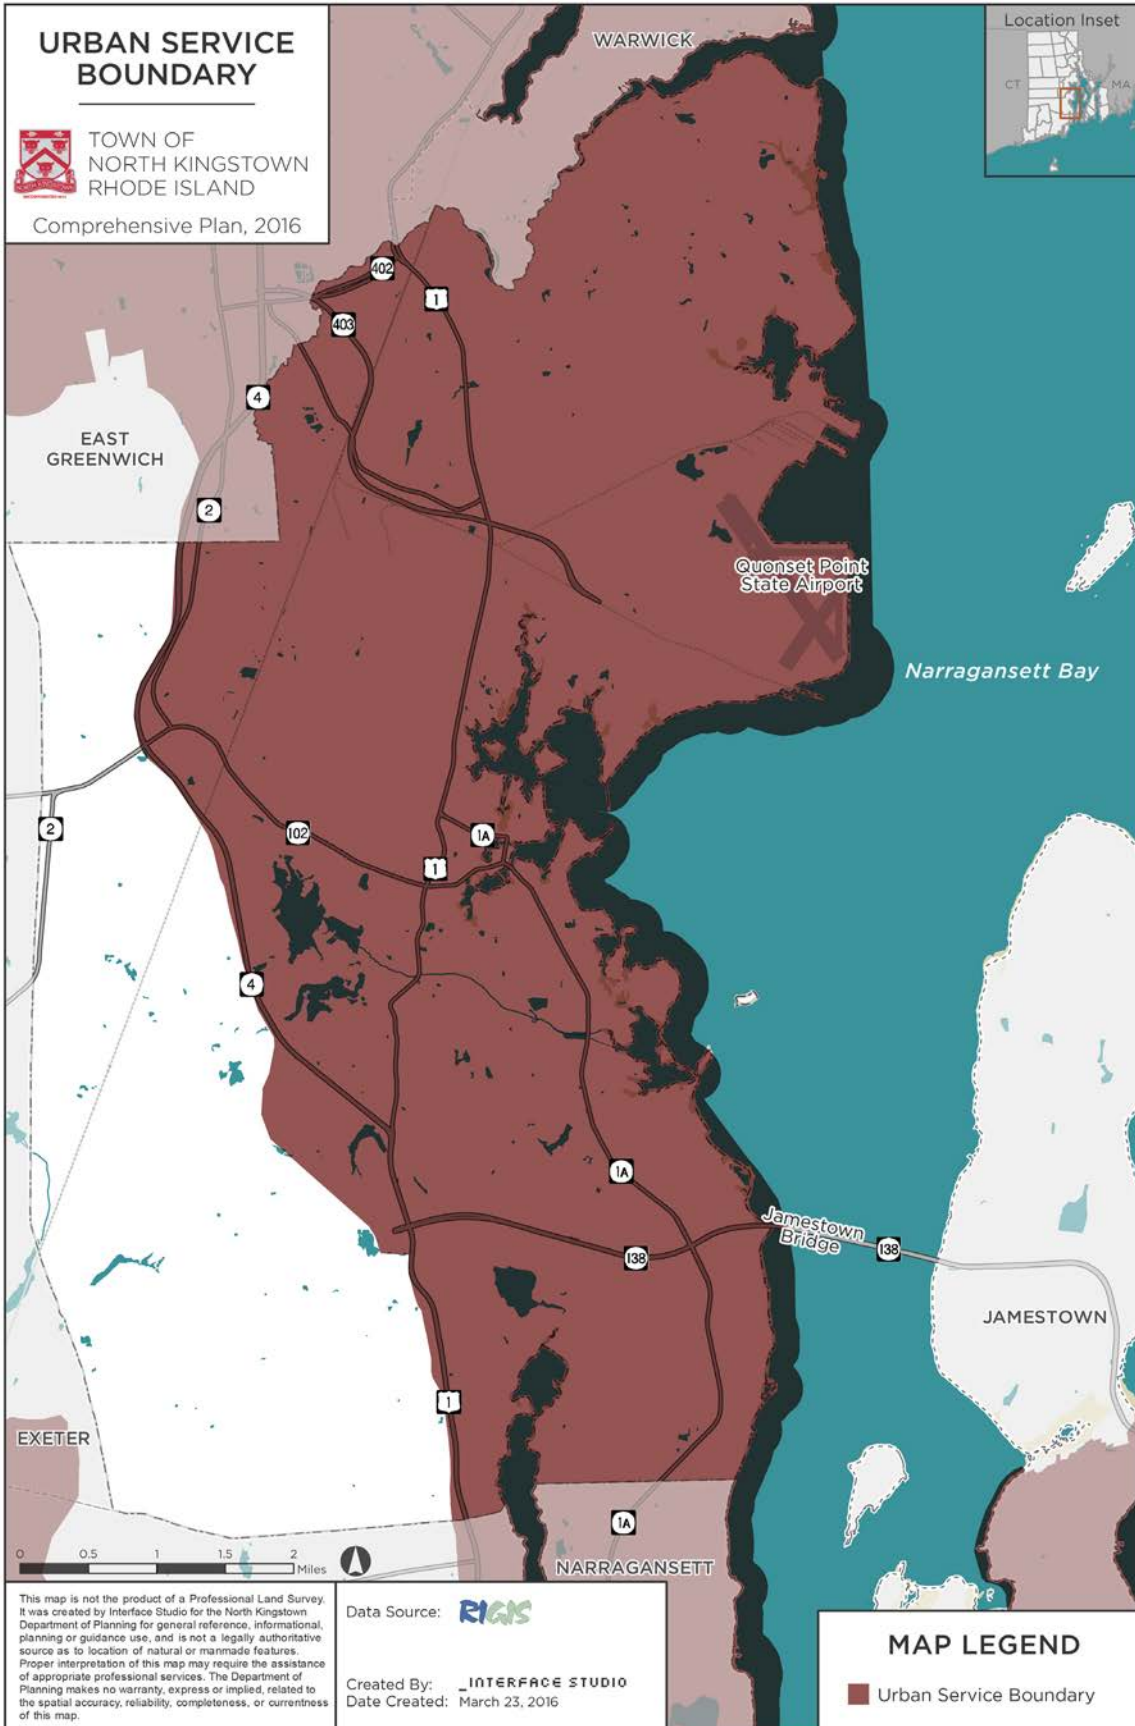 URBAN SERVICE
BOUNDARY
TOWN OF
NORTH KINGSTOWN
RHODE ISLAND
Comprehensive Plan, 2016
WARWICK
Location Inset
CT
MA
402
1
403
4
EAST
GREENWICH
2
Quonset Point
State Airport
Narragansett Bay
2
102
1A
1
4
1A
Jamestown
Bridge
138
138
JAMESTOWN
1
EXETER
1A
NARRAGANSETT
0 0.5 1 1.5 2
Miles
This map is not the product of a Professional Land Survey.
It was created by Interface Studio for the North Kingstown
Department of Planning for general reference, informational,
planning or guidance use, and is not a legally authoritative
source as to location of natural or manmade features.
Proper interpretation of this map may require the assistance
of appropriate professional services. The Department of
Planning makes no warranty, express or implied, related to
the spatial accuracy, reliability, completeness, or currentness
of this map.
Data Source: RIGIS
Created By: _INTERFACE STUDIO
Date Created: March 23, 2016
MAP LEGEND
Urban Service Boundary